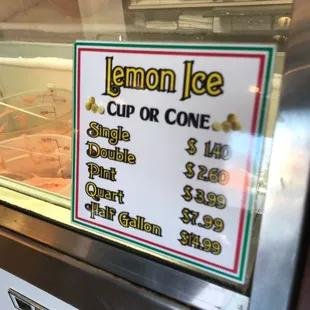 Lemon Ice
CUP OR CONE
Single $ 1.40
Double $ 2.60
Pint $ 3.99
Quart $ 7.99
Half Gallon $ 14.99